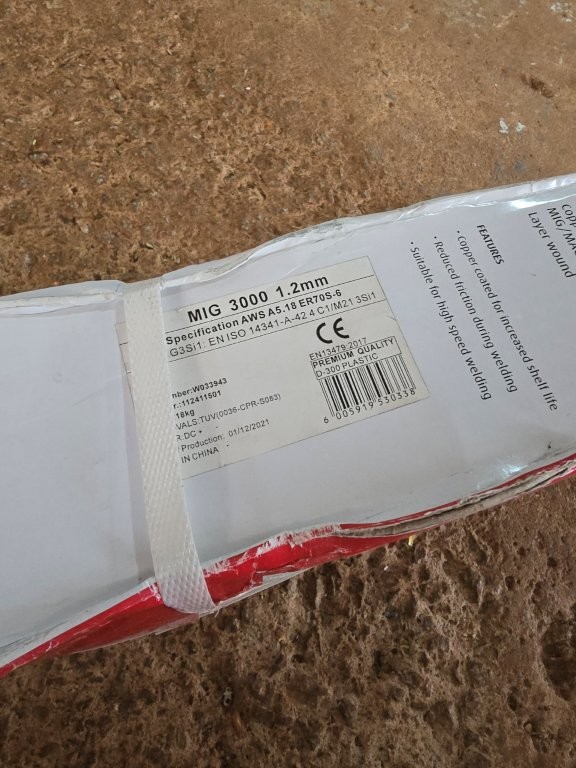 MIG 3000 1.2mm
Specification AWS A5.18 ER70S-6
G3Si1: EN ISO 14341-A-42 4 C1/M21 3Si1
CE
EN13479:2017
PREMIUM QUALITY
D-300 PLASTIC
6 005919 530338
mber:W033943
r.:112411501
18kg
VALS:TUV(0036-CPR-S083)
R:DC +
Production: 01/12/2021
IN CHINA
MIG/MA
Layer wound
FEATURES
• Copper coated for increased shelf life
• Reduced friction during welding
• Suitable for high speed welding